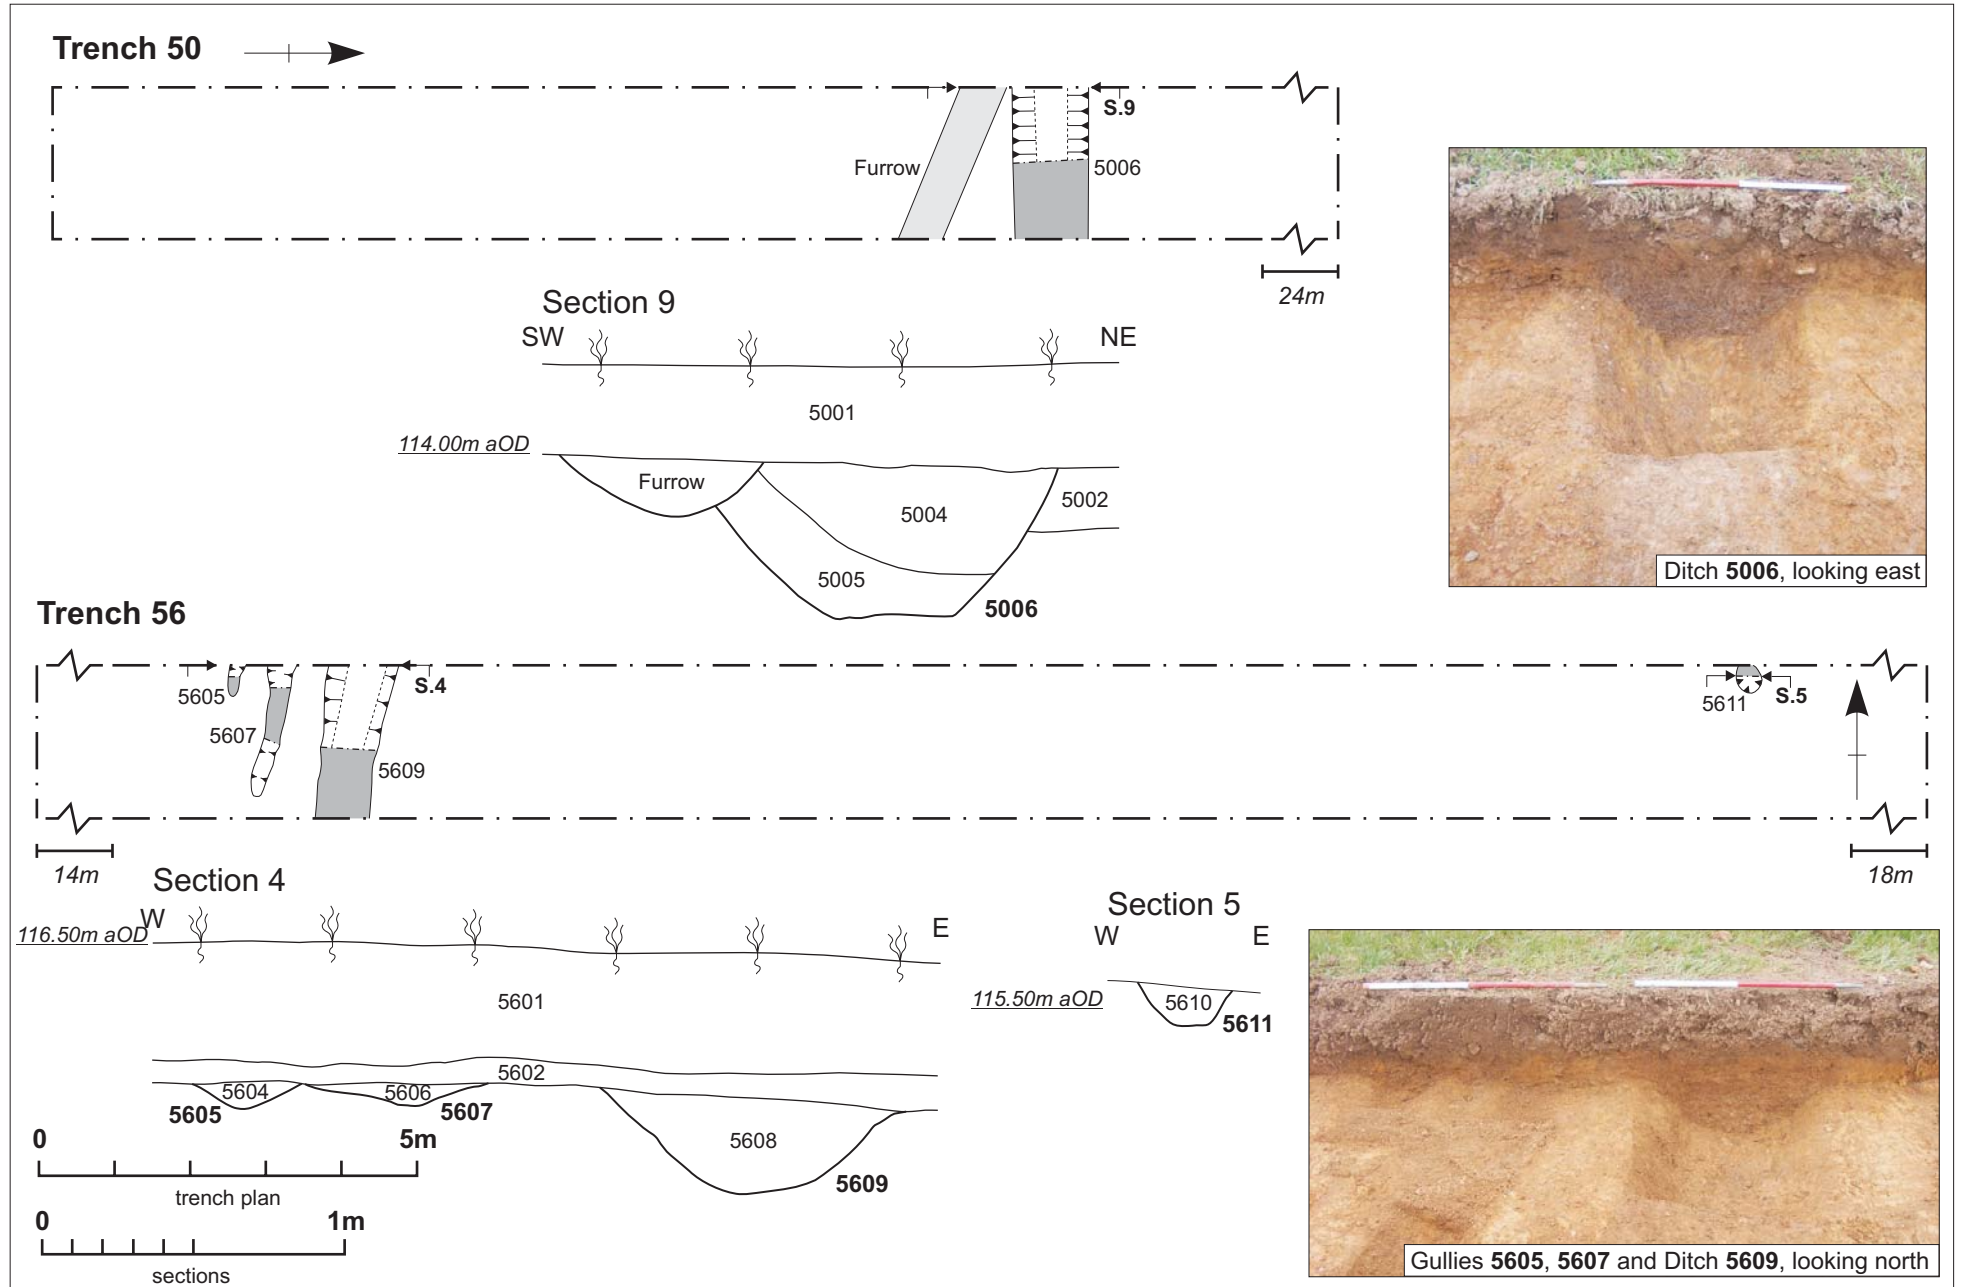 Trench 50
S.9
Furrow
5006
24m
Section 9
SW
NE
5001
114.00m aOD
Furrow
5004
5002
5005
5006
Ditch 5006, looking east
Trench 56
5605
S.4
5607
5609
5611
S.5
14m
18m
Section 4
W
E
116.50m aOD
5601
5602
5604
5606
5605
5607
5608
5609
Section 5
W
E
115.50m aOD
5610
5611
0
5m
trench plan
0
1m
sections
Gullies 5605, 5607 and Ditch 5609, looking north